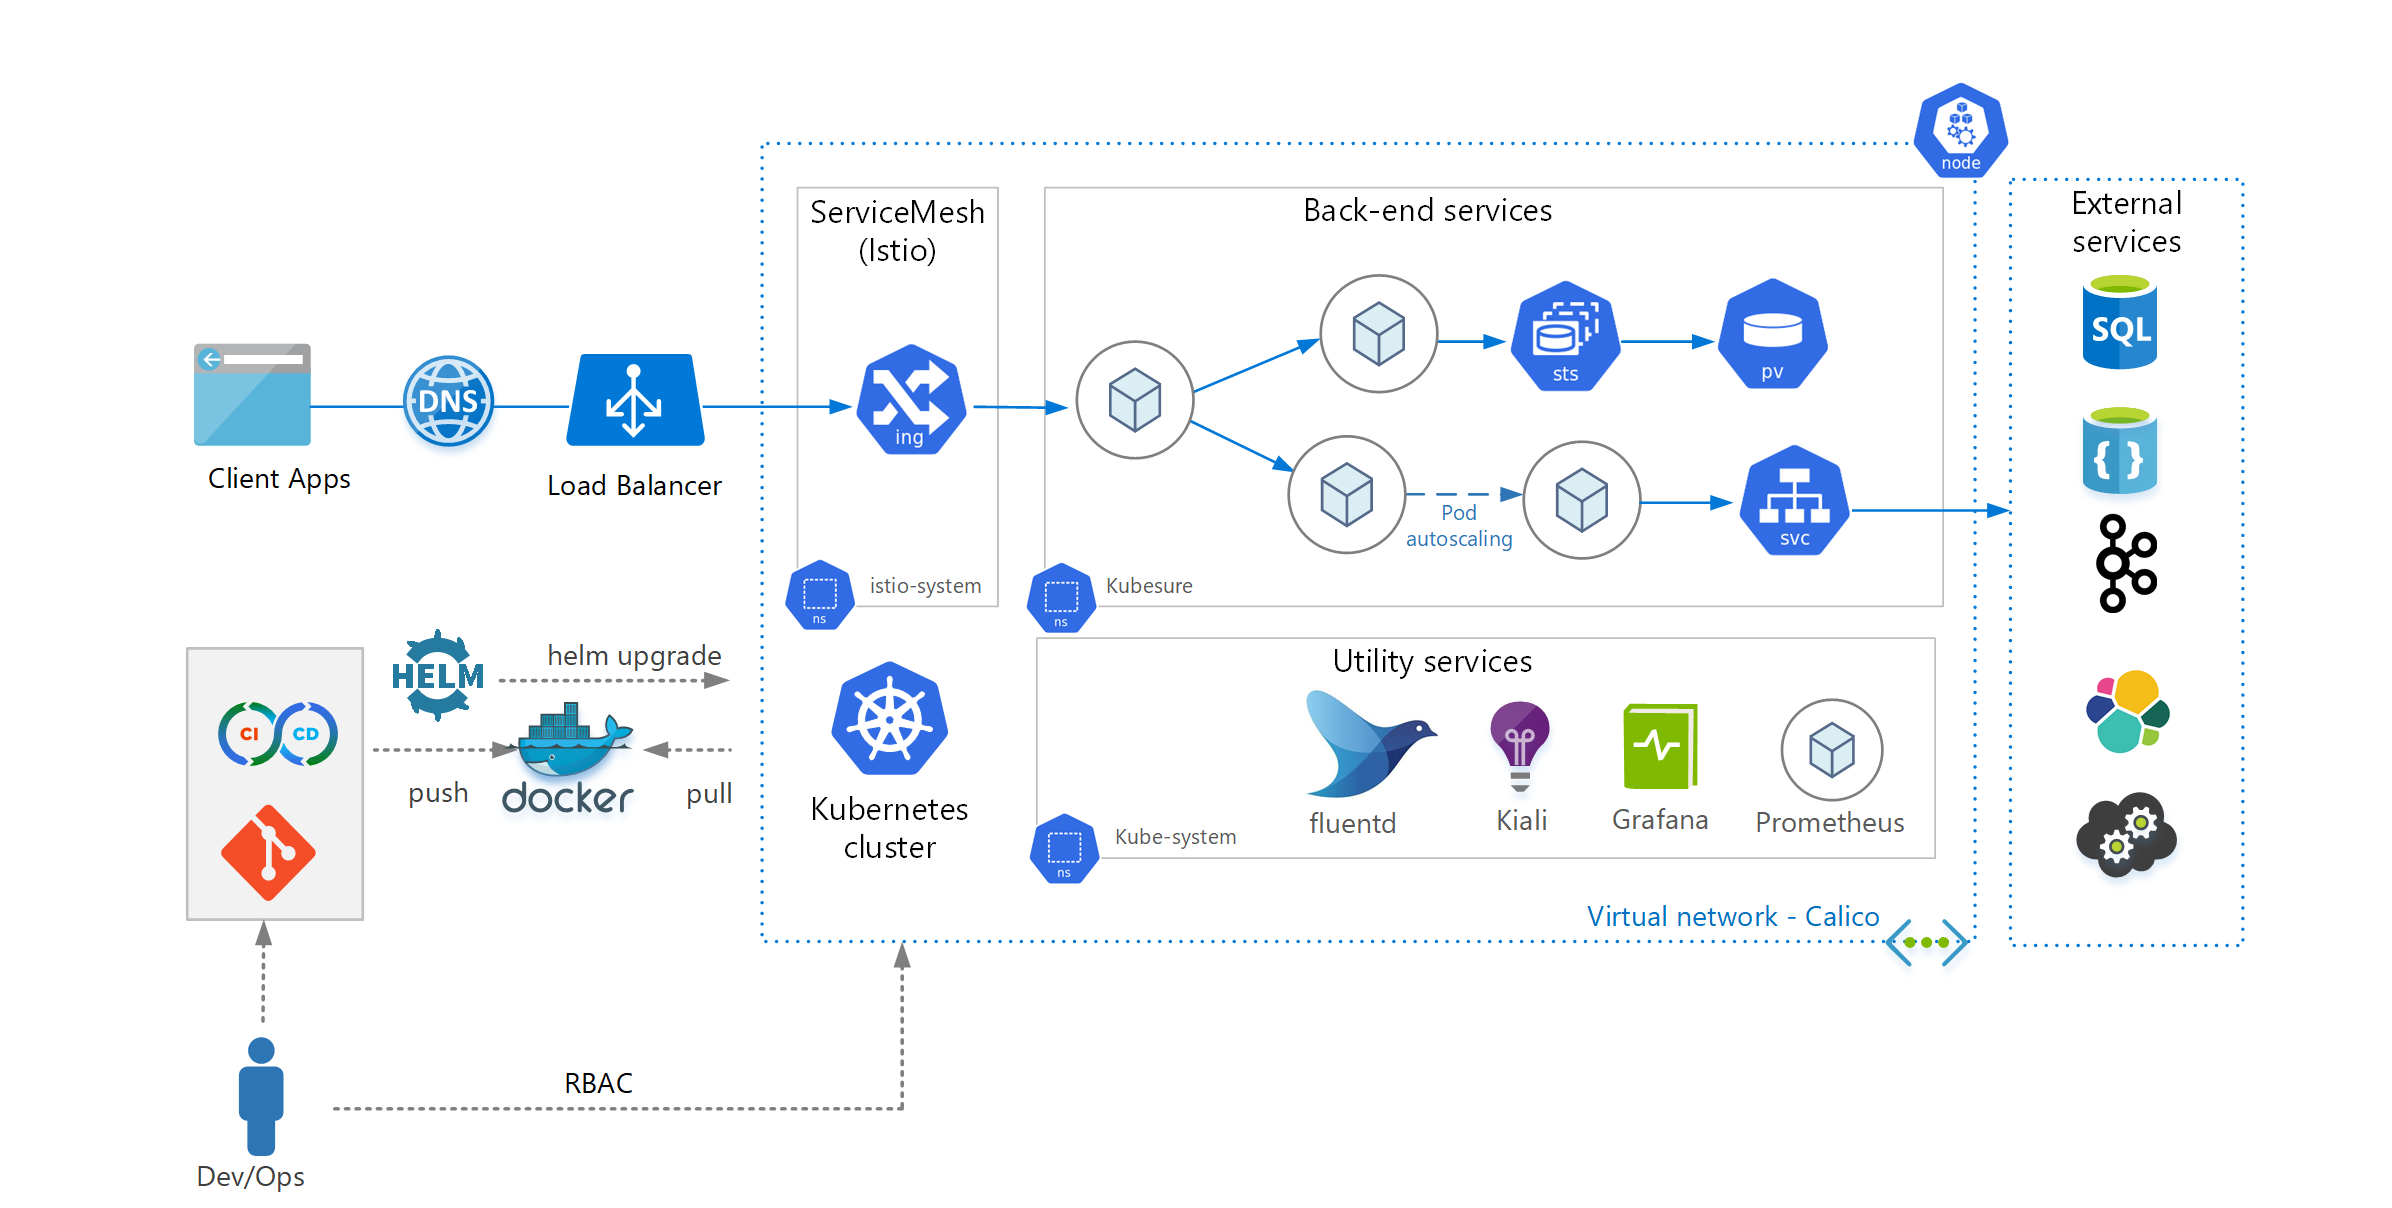 node
ServiceMesh
(Istio)
Back-end services
External
services
SQL
sts
pv
DNS
ing
Client Apps
Load Balancer
{ }
Pod
autoscaling
svc
istio-system
ns
Kubesure
ns
HELM
helm upgrade
Utility services
CI CD
push
docker
pull
Kubernetes
cluster
fluentd
Kiali
Grafana
Prometheus
Kube-system
ns
Virtual network - Calico
RBAC
Dev/Ops